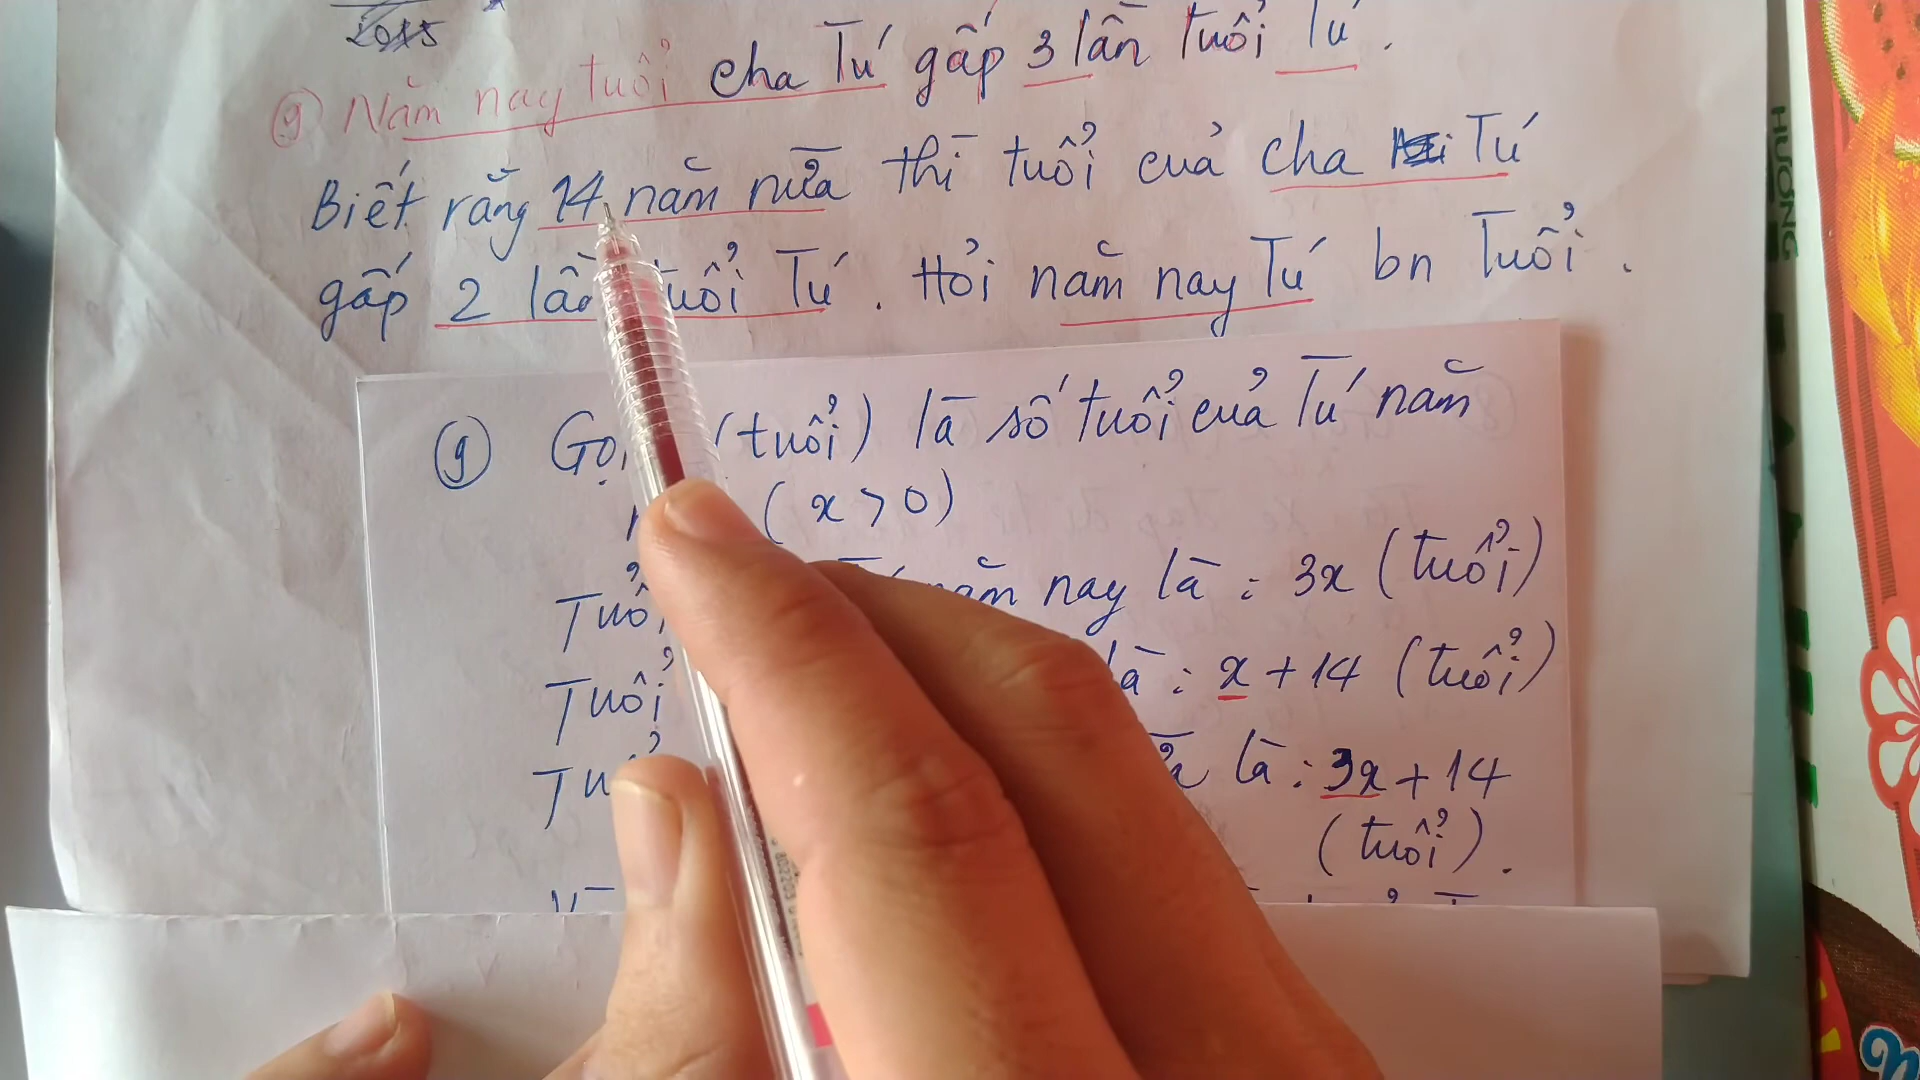 2015
9 Năm nay tuổi cha Tú gấp 3 lần tuổi Tú.
Biết rằng 14 năm nữa thì tuổi của cha Tú
gấp 2 lần tuổi Tú. Hỏi năm nay Tú bn tuổi.
9 Gọi (tuổi) là số tuổi của Tú năm
(x > 0)
Tuổi năm nay là: 3x (tuổi)
Tuổi là: x + 14 (tuổi)
là: 3x + 14
(tuổi).
HƯƠNG